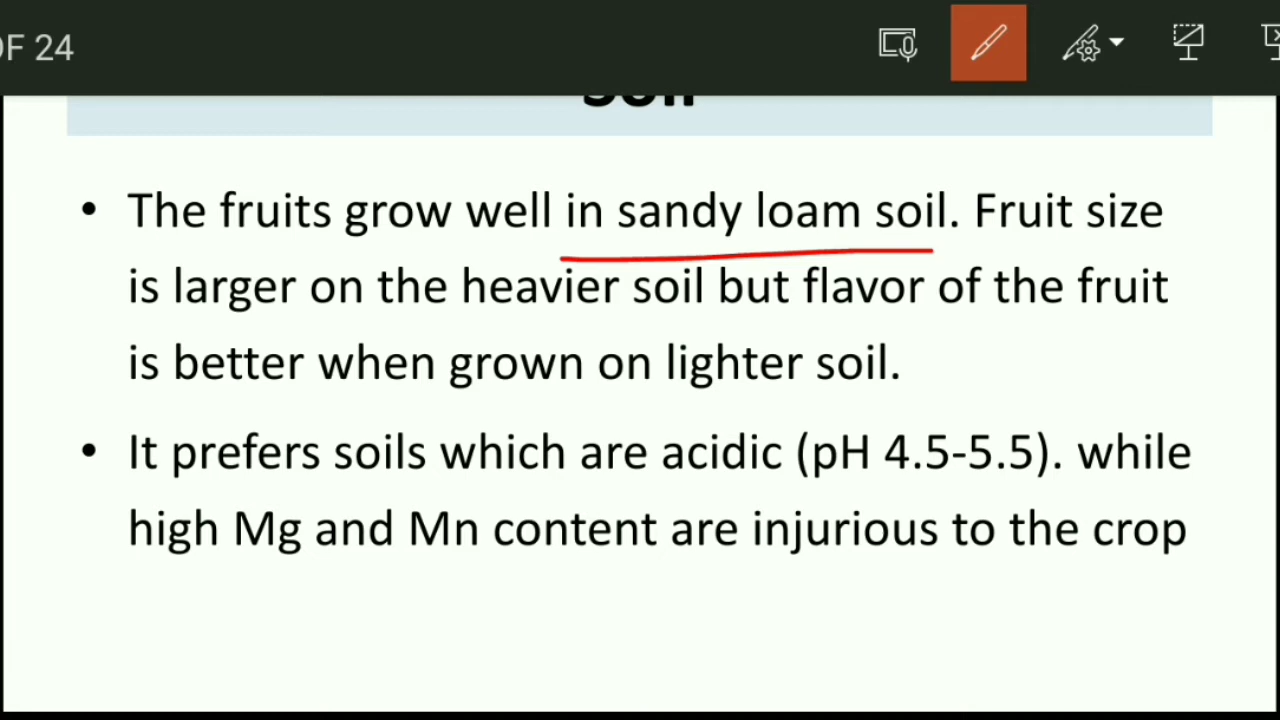 OF 24
Soil
• The fruits grow well in sandy loam soil. Fruit size
is larger on the heavier soil but flavor of the fruit
is better when grown on lighter soil.
• It prefers soils which are acidic (pH 4.5-5.5). while
high Mg and Mn content are injurious to the crop